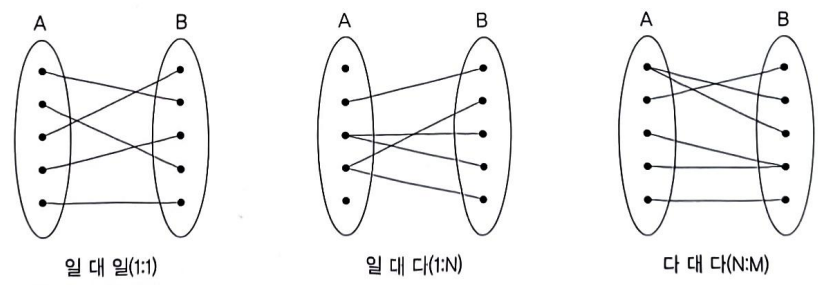 A B
A B
A B
일 대 일(1:1)
일 대 다(1:N)
다 대 다(N:M)